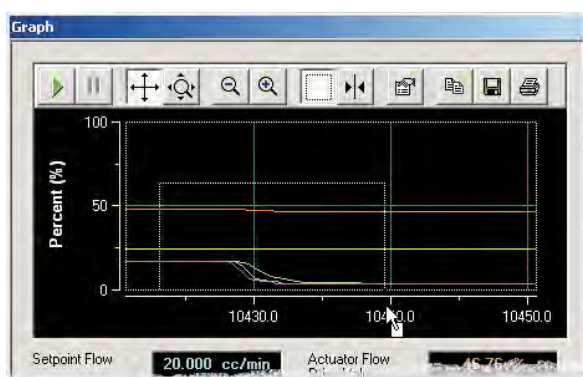 Graph
100
50
0
Percent (%)
10430.0
10450.0
Setpoint Flow
20.000 cc/min
Actuator Flow